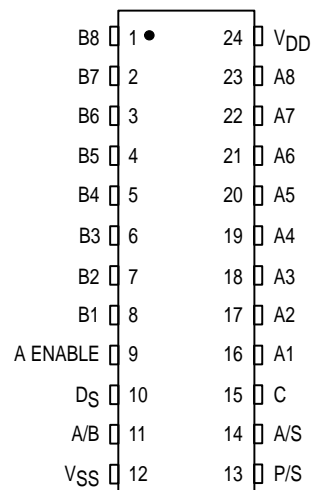 B8 1 24 VDD
B7 2 23 A8
B6 3 22 A7
B5 4 21 A6
B4 5 20 A5
B3 6 19 A4
B2 7 18 A3
B1 8 17 A2
A ENABLE 9 16 A1
DS 10 15 C
A/B 11 14 A/S
VSS 12 13 P/S